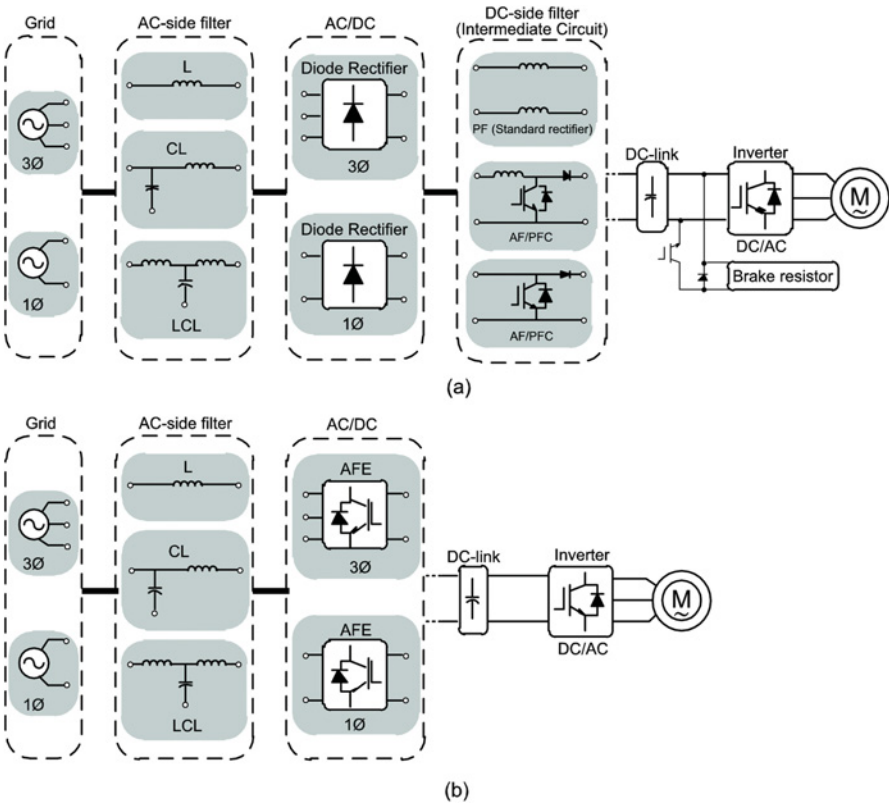 Grid
AC-side filter
AC/DC
DC-side filter
(Intermediate Circuit)
3Ø
1Ø
L
CL
LCL
Diode Rectifier
3Ø
Diode Rectifier
1Ø
PF (Standard rectifier)
AF/PFC
AF/PFC
DC-link
Inverter
DC/AC
M
~
Brake resistor
(a)
Grid
AC-side filter
AC/DC
3Ø
1Ø
L
CL
LCL
AFE
3Ø
AFE
1Ø
DC-link
Inverter
DC/AC
M
~
(b)